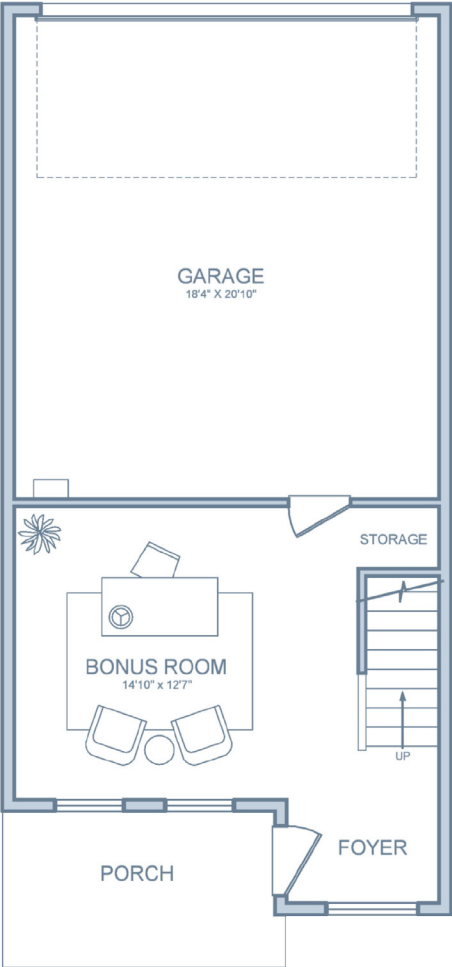 GARAGE
18'4" X 20'10"
STORAGE
BONUS ROOM
14'10" x 12'7"
UP
FOYER
PORCH